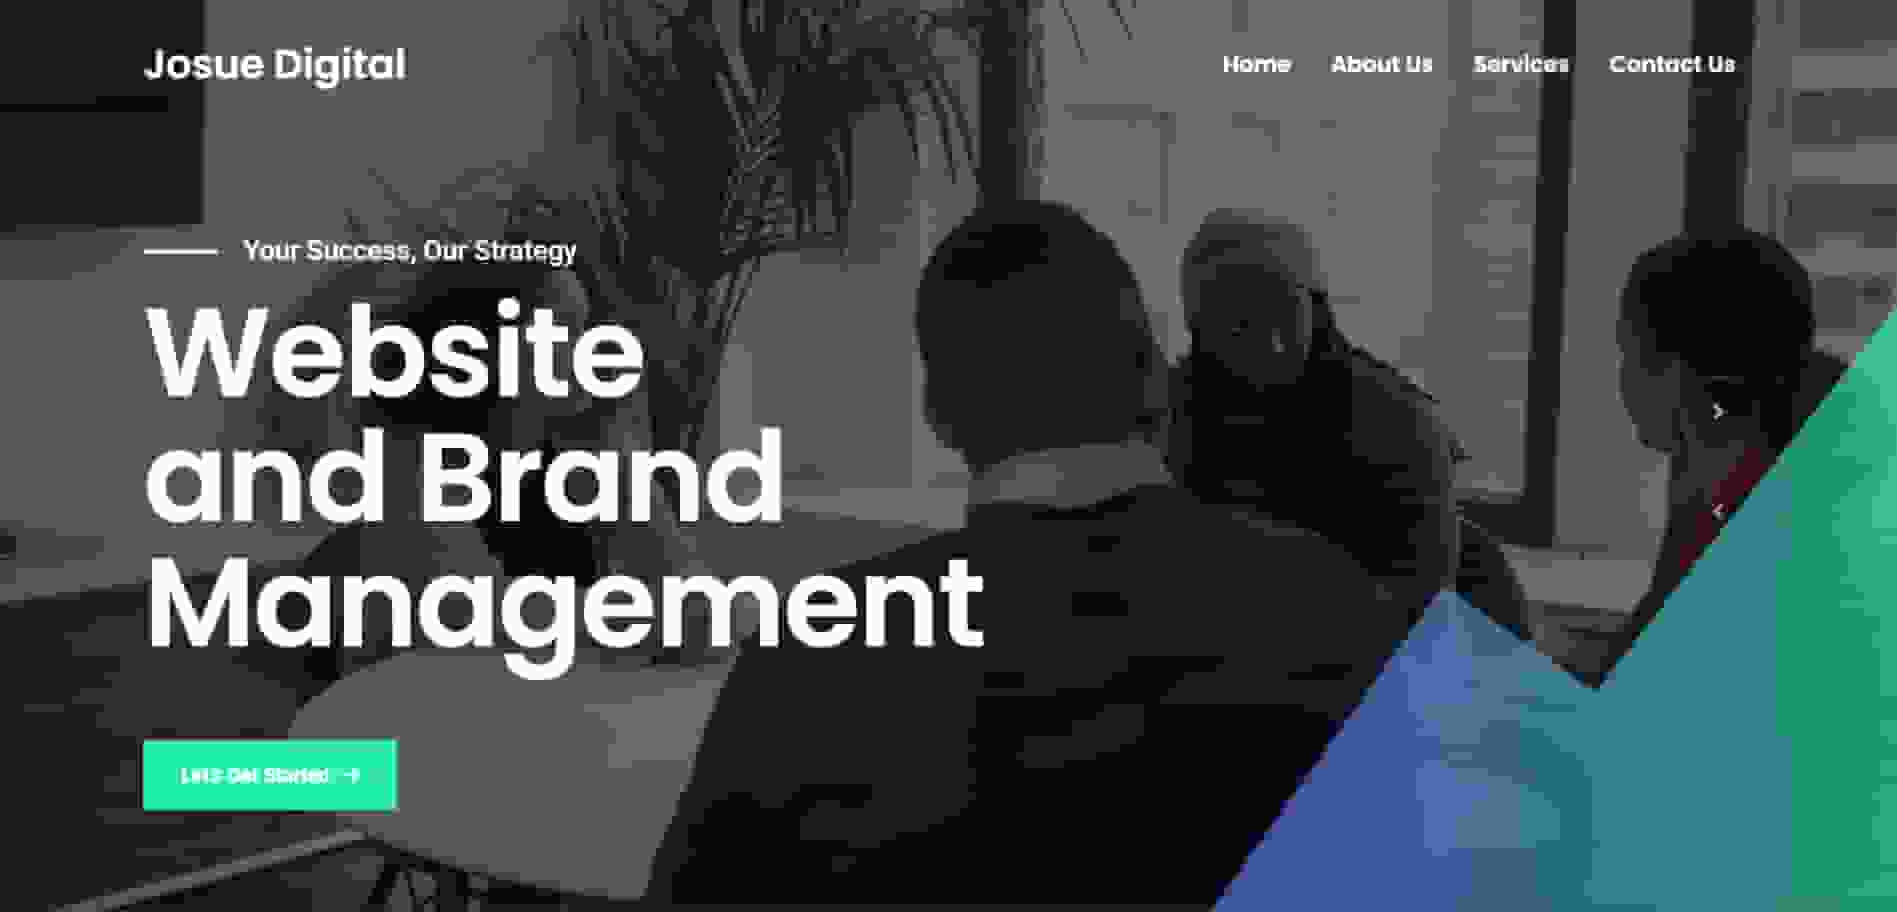 Josue Digital
Home About Us Services Contact Us
Your Success, Our Strategy
Website
and Brand
Management
Let's Get Started →